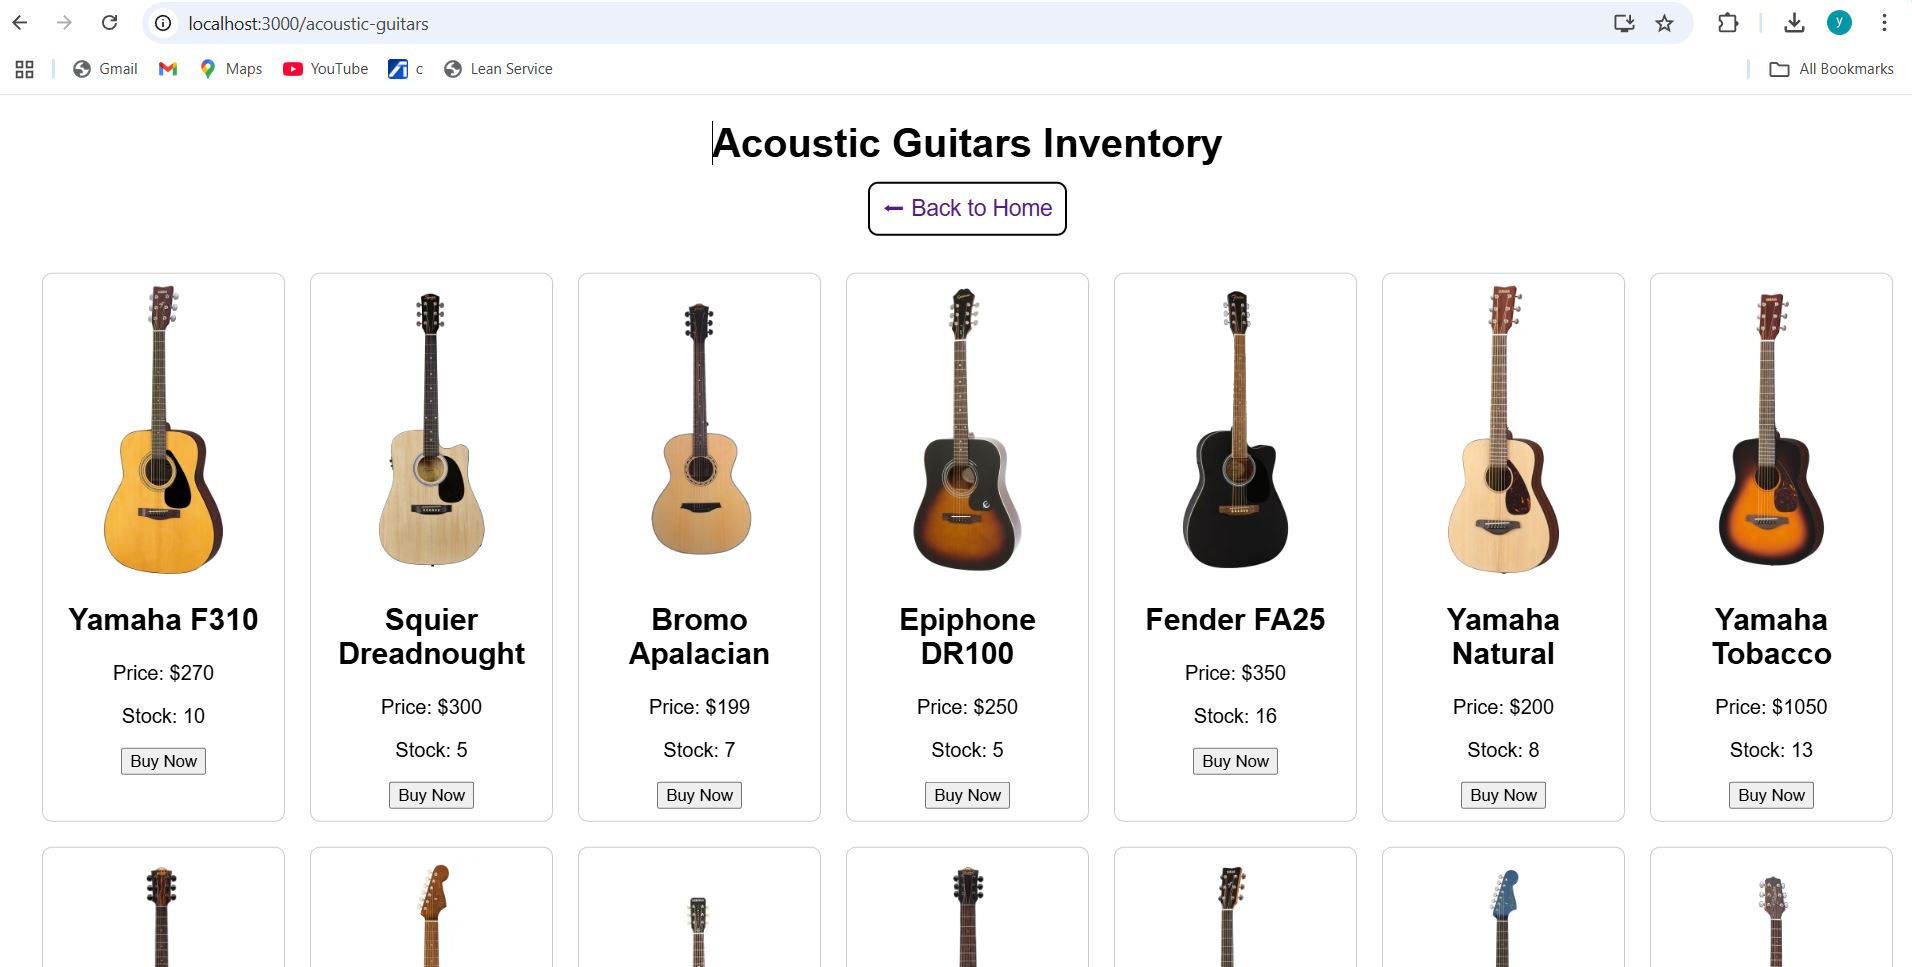 localhost:3000/acoustic-guitars
y
Gmail
Maps
YouTube
c
Lean Service
All Bookmarks
Acoustic Guitars Inventory
← Back to Home
Yamaha F310
Price: $270
Stock: 10
Buy Now
Squier
Dreadnought
Price: $300
Stock: 5
Buy Now
Bromo
Apalacian
Price: $199
Stock: 7
Buy Now
Epiphone
DR100
Price: $250
Stock: 5
Buy Now
Fender FA25
Price: $350
Stock: 16
Buy Now
Yamaha
Natural
Price: $200
Stock: 8
Buy Now
Yamaha
Tobacco
Price: $1050
Stock: 13
Buy Now